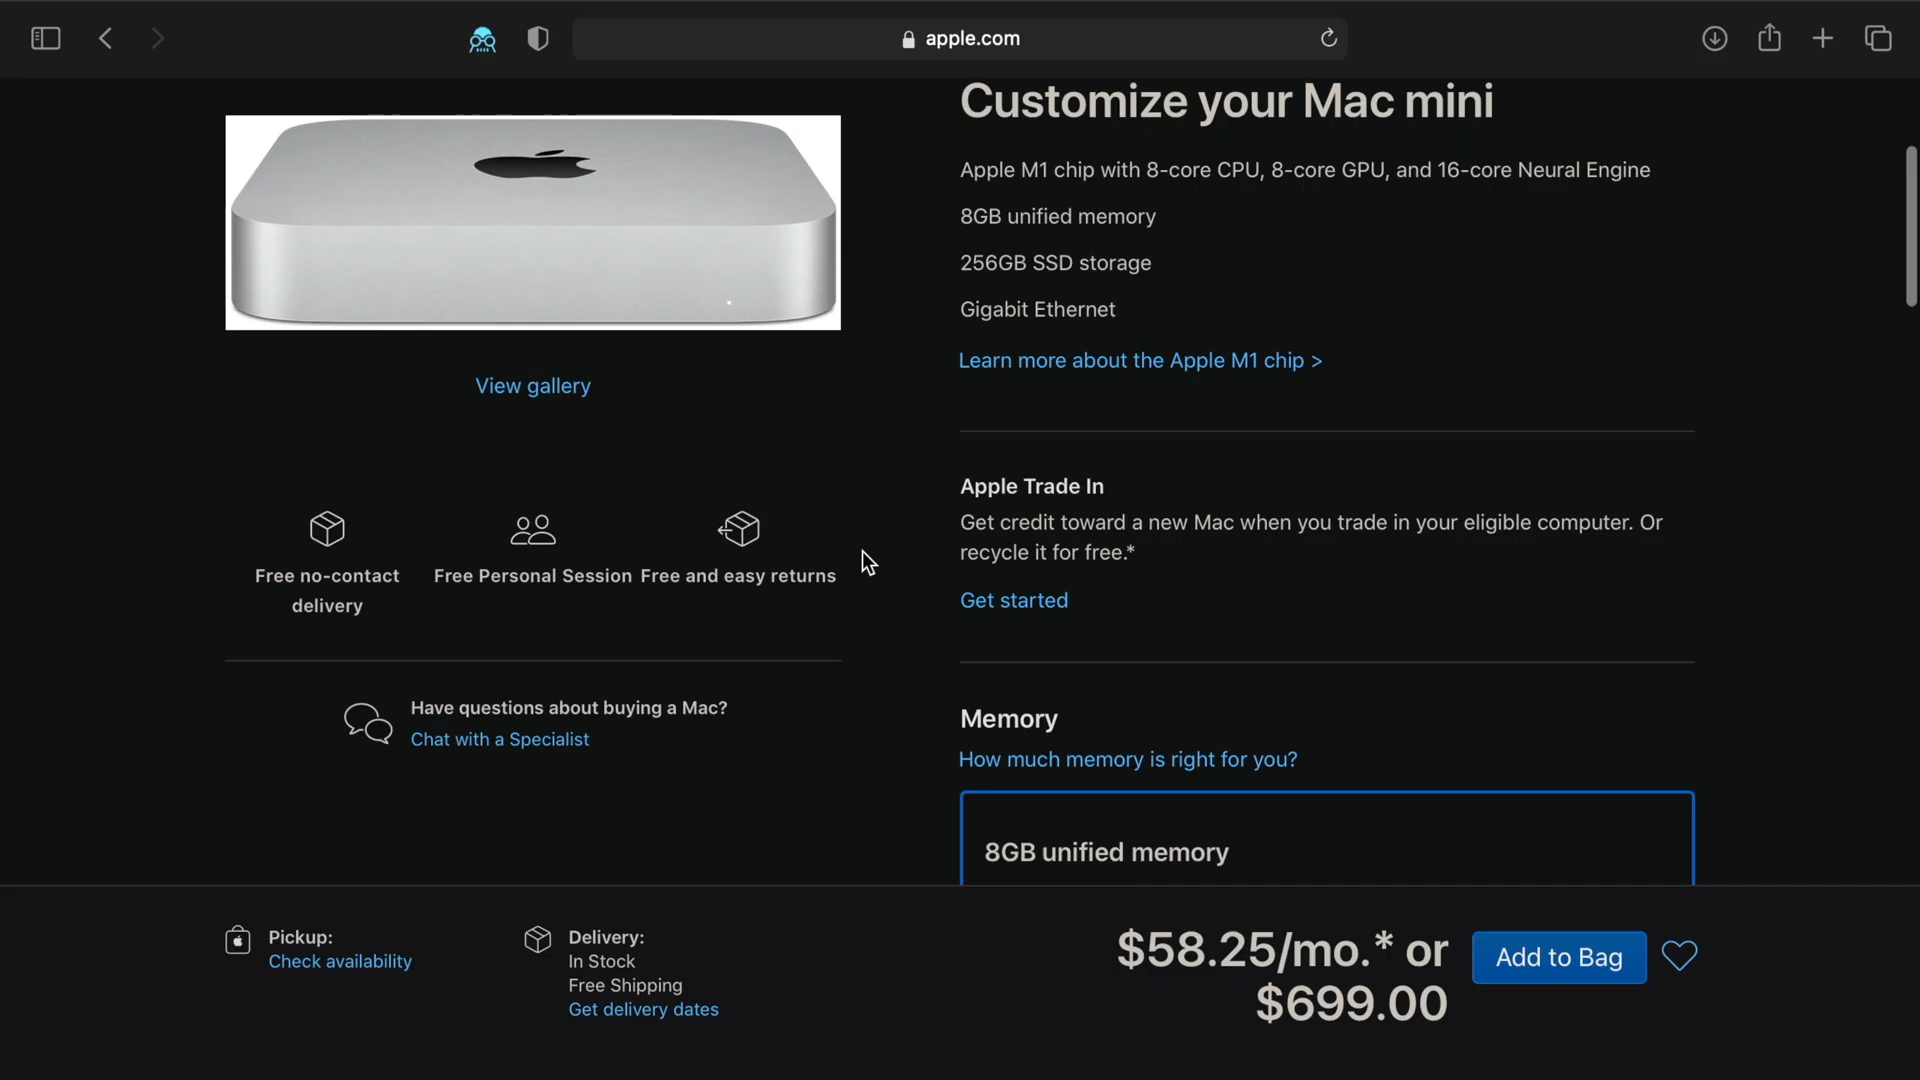 apple.com
Customize your Mac mini
Apple M1 chip with 8-core CPU, 8-core GPU, and 16-core Neural Engine
8GB unified memory
256GB SSD storage
Gigabit Ethernet
Learn more about the Apple M1 chip >
View gallery
Free no-contact
delivery
Free Personal Session
Free and easy returns
Have questions about buying a Mac?
Chat with a Specialist
Apple Trade In
Get credit toward a new Mac when you trade in your eligible computer. Or
recycle it for free.*
Get started
Memory
How much memory is right for you?
8GB unified memory
Pickup:
Check availability
Delivery:
In Stock
Free Shipping
Get delivery dates
$58.25/mo.* or
$699.00
Add to Bag